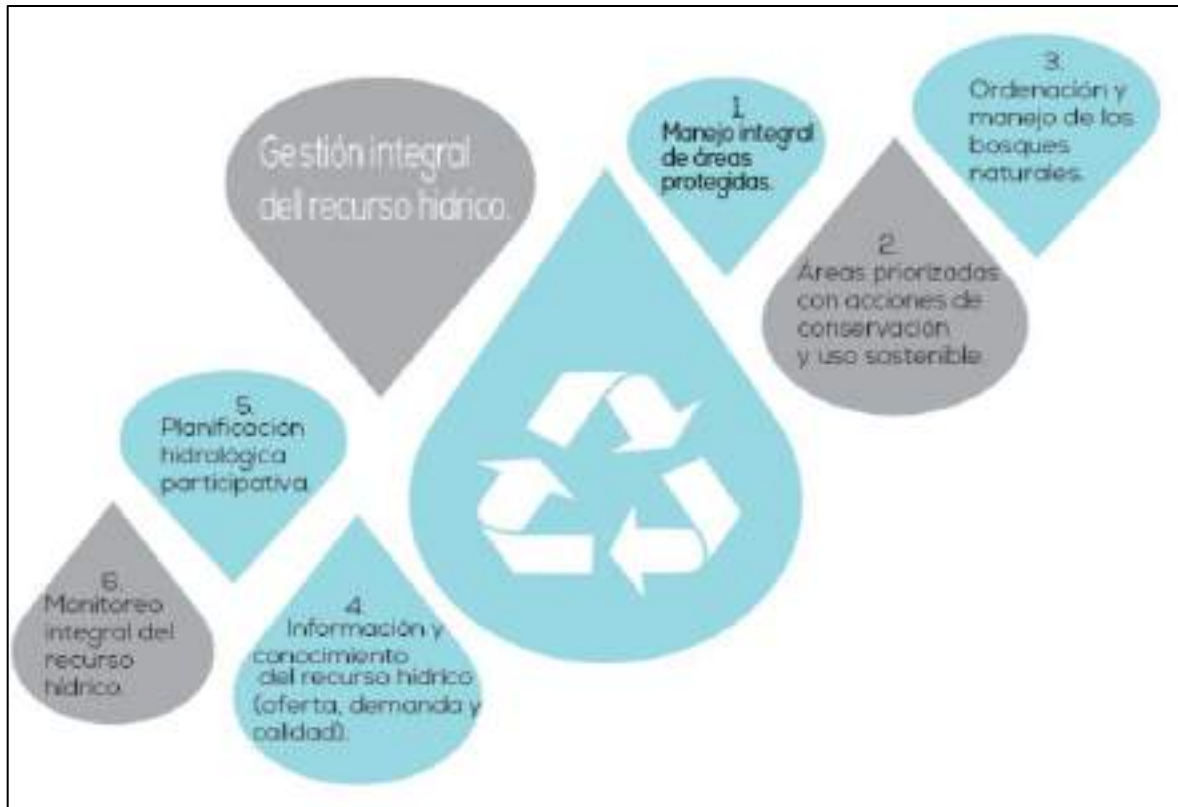 Gestión integral
del recurso hídrico.
1.
Manejo integral
de áreas
protegidas.
2.
Áreas priorizadas
con acciones de
conservación
y uso sostenible.
3.
Ordenación y
manejo de los
bosques
naturales.
4.
Información y
conocimiento
del recurso hídrico
(oferta, demanda y
calidad).
5.
Planificación
hidrológica
participativa.
6.
Monitoreo
integral del
recurso
hídrico.